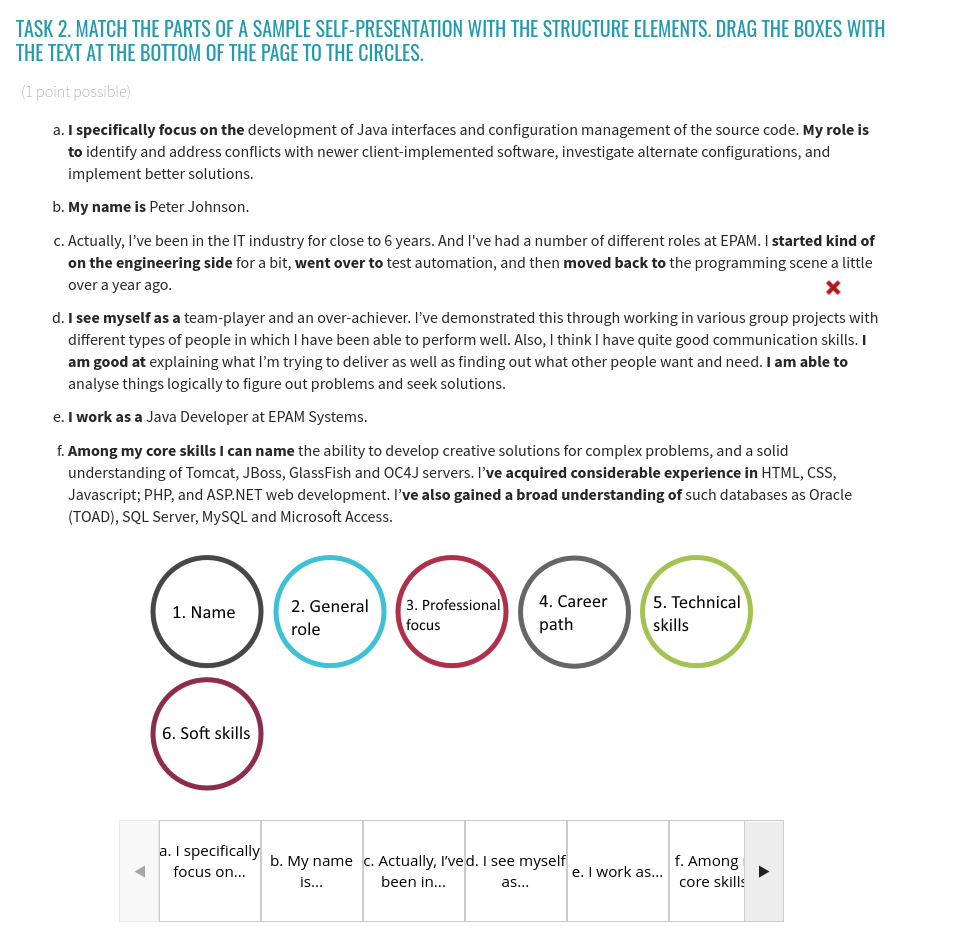 TASK 2. MATCH THE PARTS OF A SAMPLE SELF-PRESENTATION WITH THE STRUCTURE ELEMENTS. DRAG THE BOXES WITH
THE TEXT AT THE BOTTOM OF THE PAGE TO THE CIRCLES.
(1 point possible)
a. I specifically focus on the development of Java interfaces and configuration management of the source code. My role is
to identify and address conflicts with newer client-implemented software, investigate alternate configurations, and
implement better solutions.
b. My name is Peter Johnson.
c. Actually, I’ve been in the IT industry for close to 6 years. And I've had a number of different roles at EPAM. I started kind of
on the engineering side for a bit, went over to test automation, and then moved back to the programming scene a little
over a year ago.
d. I see myself as a team-player and an over-achiever. I’ve demonstrated this through working in various group projects with
different types of people in which I have been able to perform well. Also, I think I have quite good communication skills. I
am good at explaining what I’m trying to deliver as well as finding out what other people want and need. I am able to
analyse things logically to figure out problems and seek solutions.
e. I work as a Java Developer at EPAM Systems.
f. Among my core skills I can name the ability to develop creative solutions for complex problems, and a solid
understanding of Tomcat, JBoss, GlassFish and OC4J servers. I’ve acquired considerable experience in HTML, CSS,
Javascript; PHP, and ASP.NET web development. I’ve also gained a broad understanding of such databases as Oracle
(TOAD), SQL Server, MySQL and Microsoft Access.
1. Name
2. General
role
3. Professional
focus
4. Career
path
5. Technical
skills
6. Soft skills
a. I specifically
focus on...
b. My name
is...
c. Actually, I’ve
been in...
d. I see myself
as...
e. I work as...
f. Among
core skills